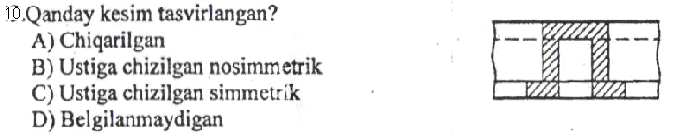 10.Qanday kesim tasvirlangan?
A) Chiqarilgan
B) Ustiga chizilgan nosimmetrik
C) Ustiga chizilgan simmetrik
D) Belgilanmaydigan